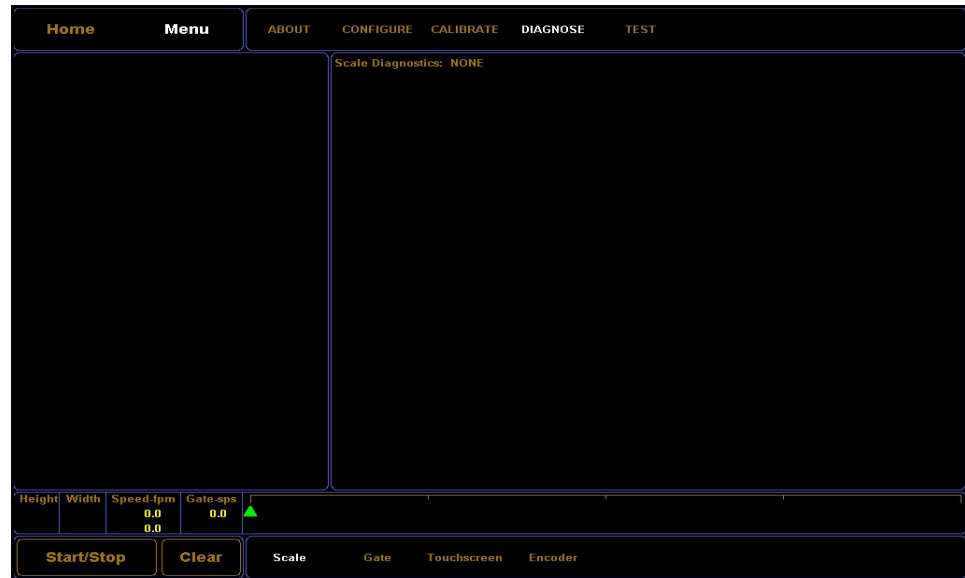 Home Menu ABOUT CONFIGURE CALIBRATE DIAGNOSE TEST
Scale Diagnostics: NONE
Height Width Speed-fpm Gate-sps
0.0 0.0
0.0
Start/Stop Clear Scale Gate Touchscreen Encoder